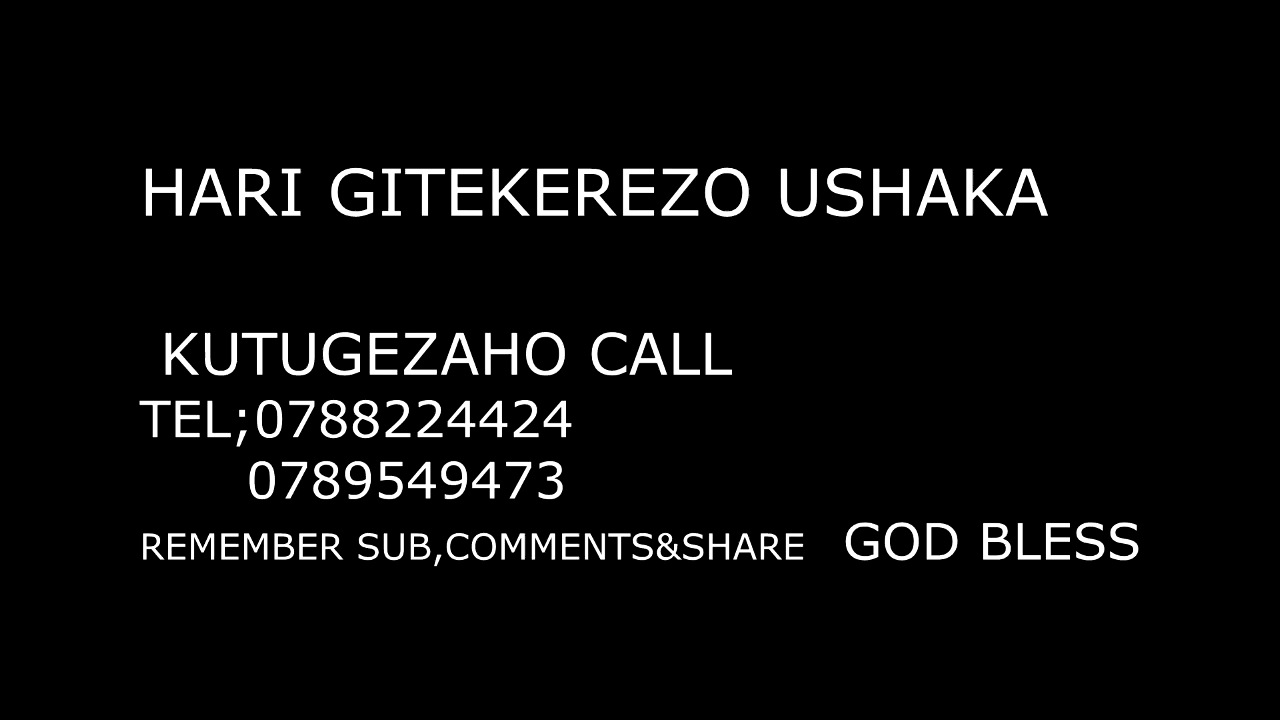 HARI GITEKEREZO USHAKA
KUTUGEZAHO CALL
TEL;0788224424
0789549473
REMEMBER SUB,COMMENTS&SHARE GOD BLESS